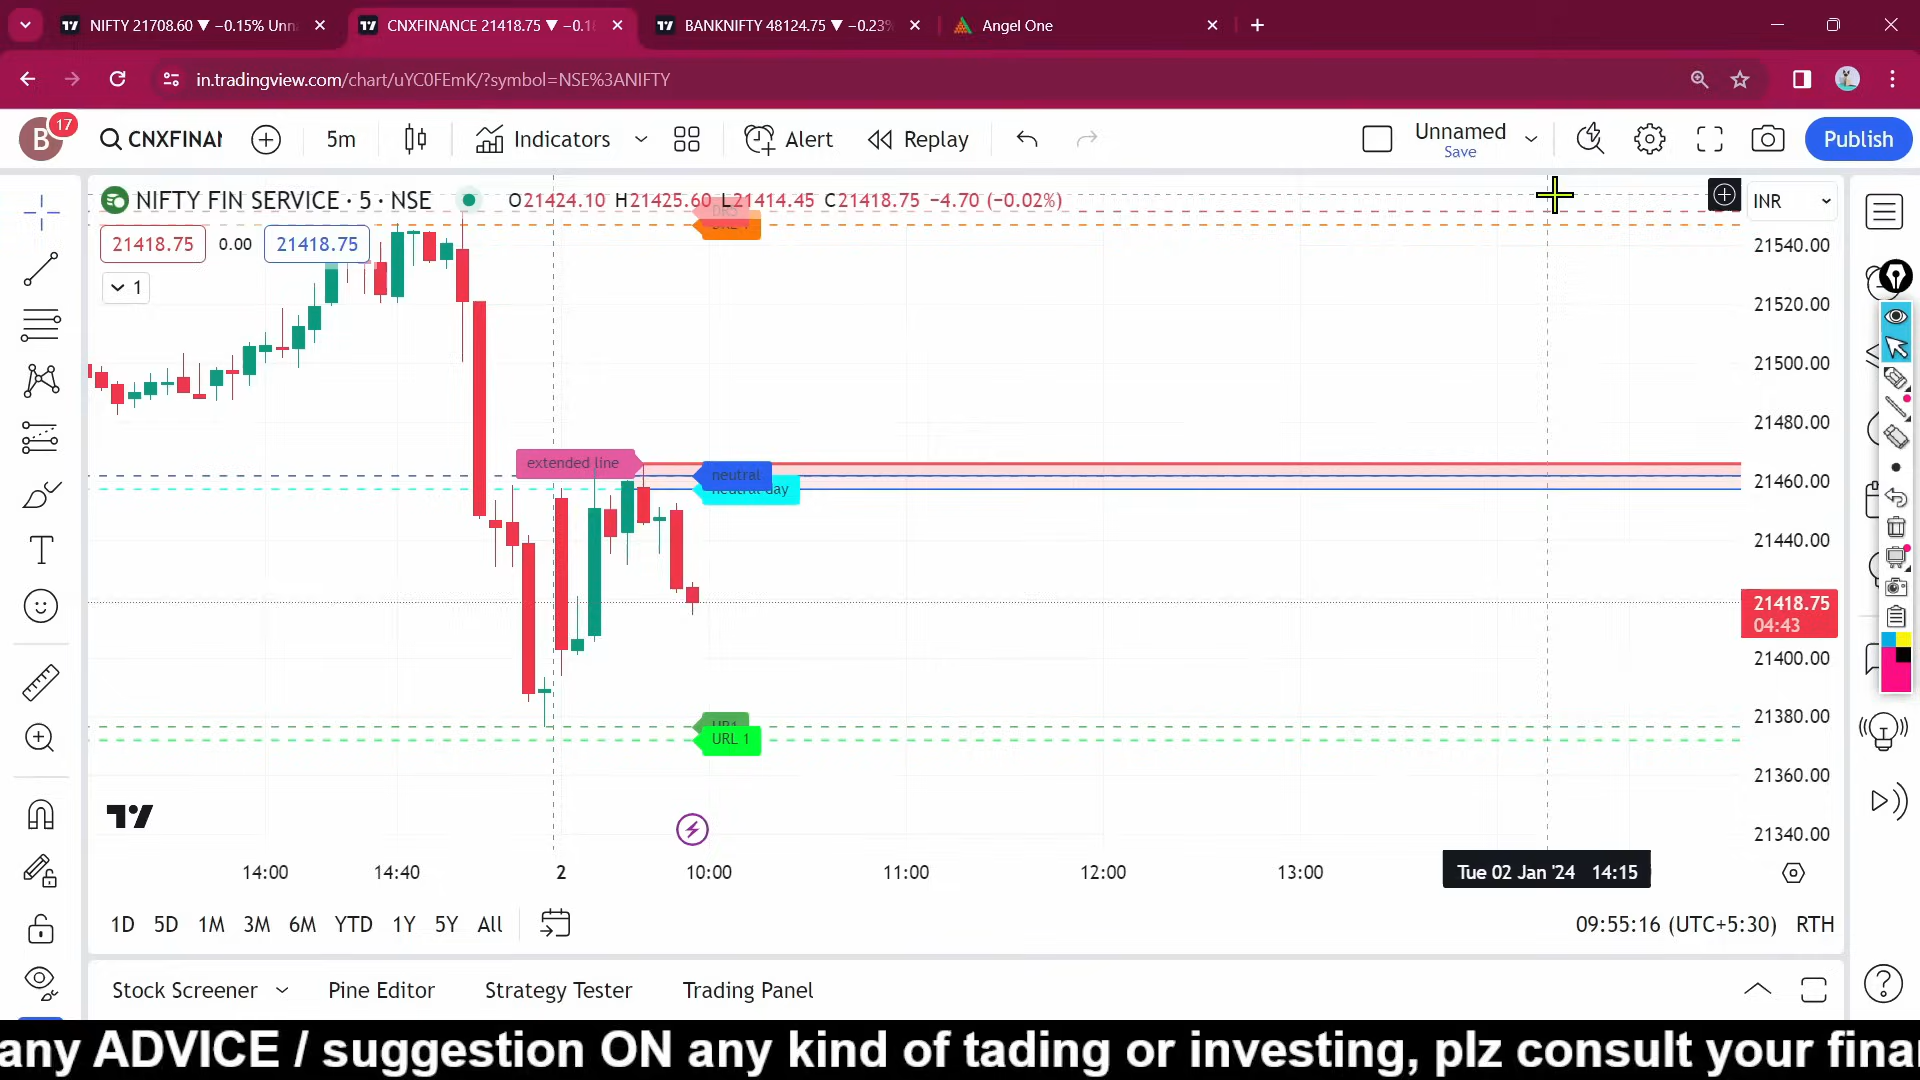 NIFTY 21708.60 ▼ −0.15% Unna
CNXFINANCE 21418.75 ▼ −0.1
BANKNIFTY 48124.75 ▼ −0.23%
Angel One
in.tradingview.com/chart/uYC0FEmK/?symbol=NSE%3ANIFTY
B
17
CNXFINAN
5m
Indicators
Alert
Replay
Unnamed
Save
Publish
NIFTY FIN SERVICE · 5 · NSE
O21424.10 H21425.60 L21414.45 C21418.75 −4.70 (−0.02%)
INR
21418.75
0.00
21418.75
1
21540.00
21520.00
21500.00
21480.00
extended line
neutral
neutral day
21460.00
21440.00
21418.75
04:43
21400.00
21380.00
URL 1
21360.00
21340.00
14:00
14:40
2
10:00
11:00
12:00
13:00
Tue 02 Jan '24 14:15
1D
5D
1M
3M
6M
YTD
1Y
5Y
All
09:55:16 (UTC+5:30)
RTH
Stock Screener
Pine Editor
Strategy Tester
Trading Panel
any ADVICE / suggestion ON any kind of tading or investing, plz consult your fina